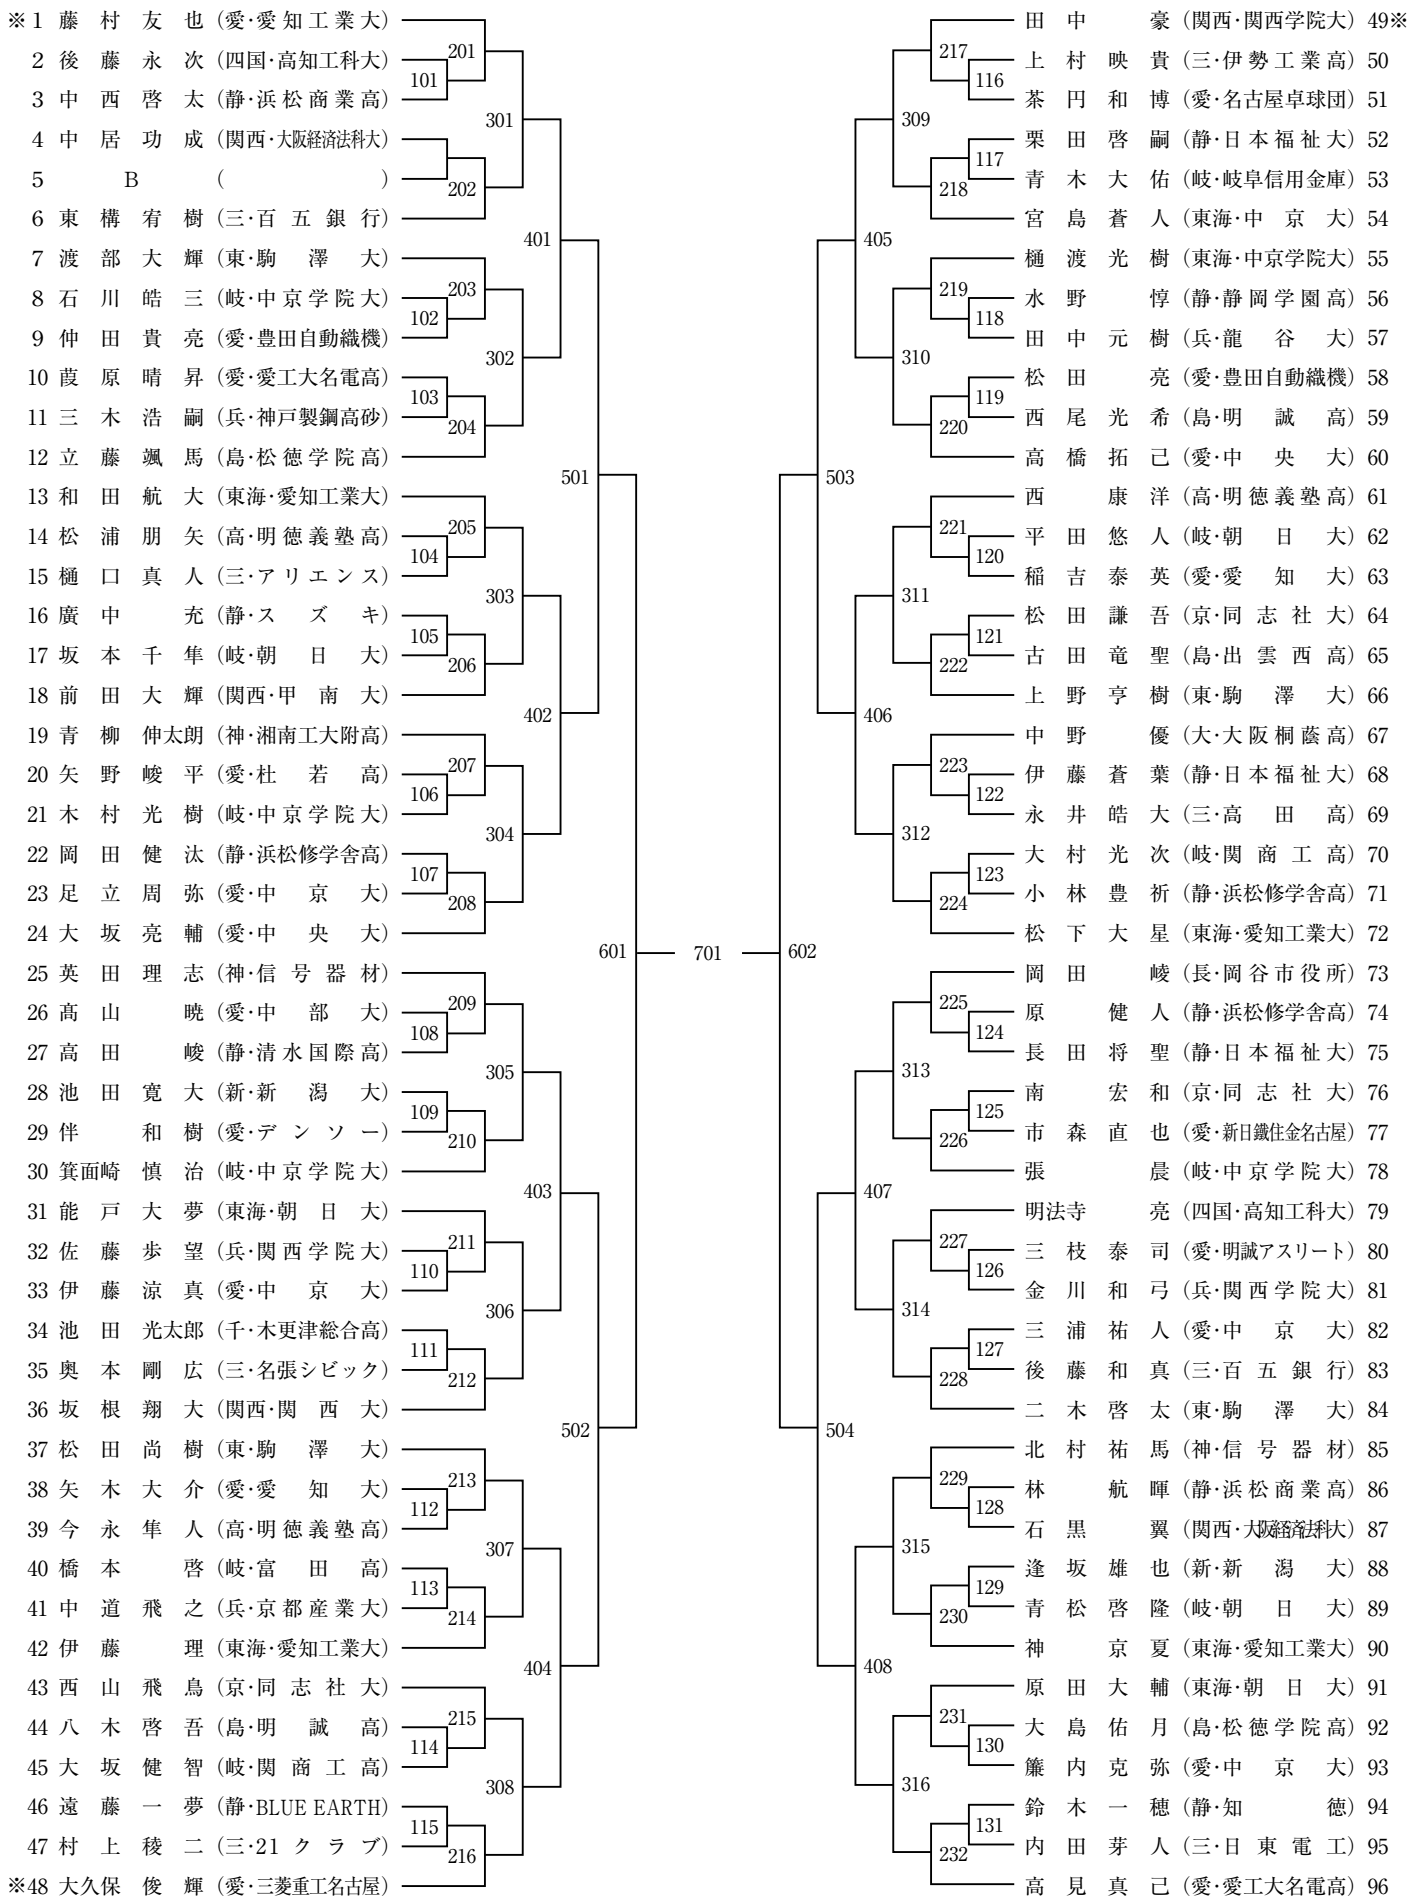 ※1 藤村友也 (愛・愛知工業大)
2 後藤永次 (四国・高知工科大)
3 中西啓太 (静・浜松商業高)
4 中居功成 (関西・大阪経済法科大)
5 B ( )
6 東構宥樹 (三・百五銀行)
7 渡部大輝 (東・駒澤大)
8 石川皓三 (岐・中京学院大)
9 仲田貴亮 (愛・豊田自動織機)
10 葭原晴昇 (愛・愛工大名電高)
11 三木浩嗣 (兵・神戸製鋼高砂)
12 立藤颯馬 (島・松徳学院高)
13 和田航大 (東海・愛知工業大)
14 松浦朋矢 (高・明徳義塾高)
15 樋口真人 (三・アリエンス)
16 廣中充 (静・スズキ)
17 坂本千隼 (岐・朝日大)
18 前田大輝 (関西・甲南大)
19 青柳伸太朗 (神・湘南工大附高)
20 矢野峻平 (愛・杜若高)
21 木村光樹 (岐・中京学院大)
22 岡田健汰 (静・浜松修学舎高)
23 足立周弥 (愛・中京大)
24 大坂亮輔 (愛・中央大)
25 英田理志 (神・信号器材)
26 髙山暁 (愛・中部大)
27 高田峻 (静・清水国際高)
28 池田寛大 (新・新潟大)
29 伴和樹 (愛・デンソー)
30 箕面崎慎治 (岐・中京学院大)
31 能戸大夢 (東海・朝日大)
32 佐藤歩望 (兵・関西学院大)
33 伊藤涼真 (愛・中京大)
34 池田光太郎 (千・木更津総合高)
35 奥本剛広 (三・名張シビック)
36 坂根翔大 (関西・関西大)
37 松田尚樹 (東・駒澤大)
38 矢木大介 (愛・愛知大)
39 今永隼人 (高・明徳義塾高)
40 橋本啓 (岐・富田高)
41 中道飛之 (兵・京都産業大)
42 伊藤理 (東海・愛知工業大)
43 西山飛鳥 (京・同志社大)
44 八木啓吾 (島・明誠高)
45 大坂健智 (岐・関商工高)
46 遠藤一夢 (静・BLUE EARTH)
47 村上稜二 (三・21クラブ)
※48 大久保俊輝 (愛・三菱重工名古屋)
101
102
103
104
105
106
107
108
109
110
111
112
113
114
115
201
202
203
204
205
206
207
208
209
210
211
212
213
214
215
216
301
302
303
304
305
306
307
308
401
402
403
404
501
502
601
701
602
503
504
405
406
407
408
309
310
311
312
313
314
315
316
217
218
219
220
221
222
223
224
225
226
227
228
229
230
231
232
116
117
118
119
120
121
122
123
124
125
126
127
128
129
130
131
田中豪 (関西・関西学院大) 49※
上村映貴 (三・伊勢工業高) 50
茶円和博 (愛・名古屋卓球団) 51
栗田啓嗣 (静・日本福祉大) 52
青木大佑 (岐・岐阜信用金庫) 53
宮島蒼人 (東海・中京大) 54
樋渡光樹 (東海・中京学院大) 55
水野惇 (静・静岡学園高) 56
田中元樹 (兵・龍谷大) 57
松田亮 (愛・豊田自動織機) 58
西尾光希 (島・明誠高) 59
高橋拓己 (愛・中央大) 60
西康洋 (高・明徳義塾高) 61
平田悠人 (岐・朝日大) 62
稲吉泰英 (愛・愛知大) 63
松田謙吾 (京・同志社大) 64
古田竜聖 (島・出雲西高) 65
上野亨樹 (東・駒澤大) 66
中野優 (大・大阪桐蔭高) 67
伊藤蒼葉 (静・日本福祉大) 68
永井皓大 (三・高田高) 69
大村光次 (岐・関商工高) 70
小林豊祈 (静・浜松修学舎高) 71
松下大星 (東海・愛知工業大) 72
岡田崚 (長・岡谷市役所) 73
原健人 (静・浜松修学舎高) 74
長田将聖 (静・日本福祉大) 75
南宏和 (京・同志社大) 76
市森直也 (愛・新日鐵住金名古屋) 77
張晨 (岐・中京学院大) 78
明法寺亮 (四国・高知工科大) 79
三枝泰司 (愛・明誠アスリート) 80
金川和弓 (兵・関西学院大) 81
三浦祐人 (愛・中京大) 82
後藤和真 (三・百五銀行) 83
二木啓太 (東・駒澤大) 84
北村祐馬 (神・信号器材) 85
林航暉 (静・浜松商業高) 86
石黒翼 (関西・大阪経済法科大) 87
逢坂雄也 (新・新潟大) 88
青松啓隆 (岐・朝日大) 89
神京夏 (東海・愛知工業大) 90
原田大輔 (東海・朝日大) 91
大島佑月 (島・松徳学院高) 92
簾内克弥 (愛・中京大) 93
鈴木一穂 (静・知徳) 94
内田芽人 (三・日東電工) 95
高見真己 (愛・愛工大名電高) 96